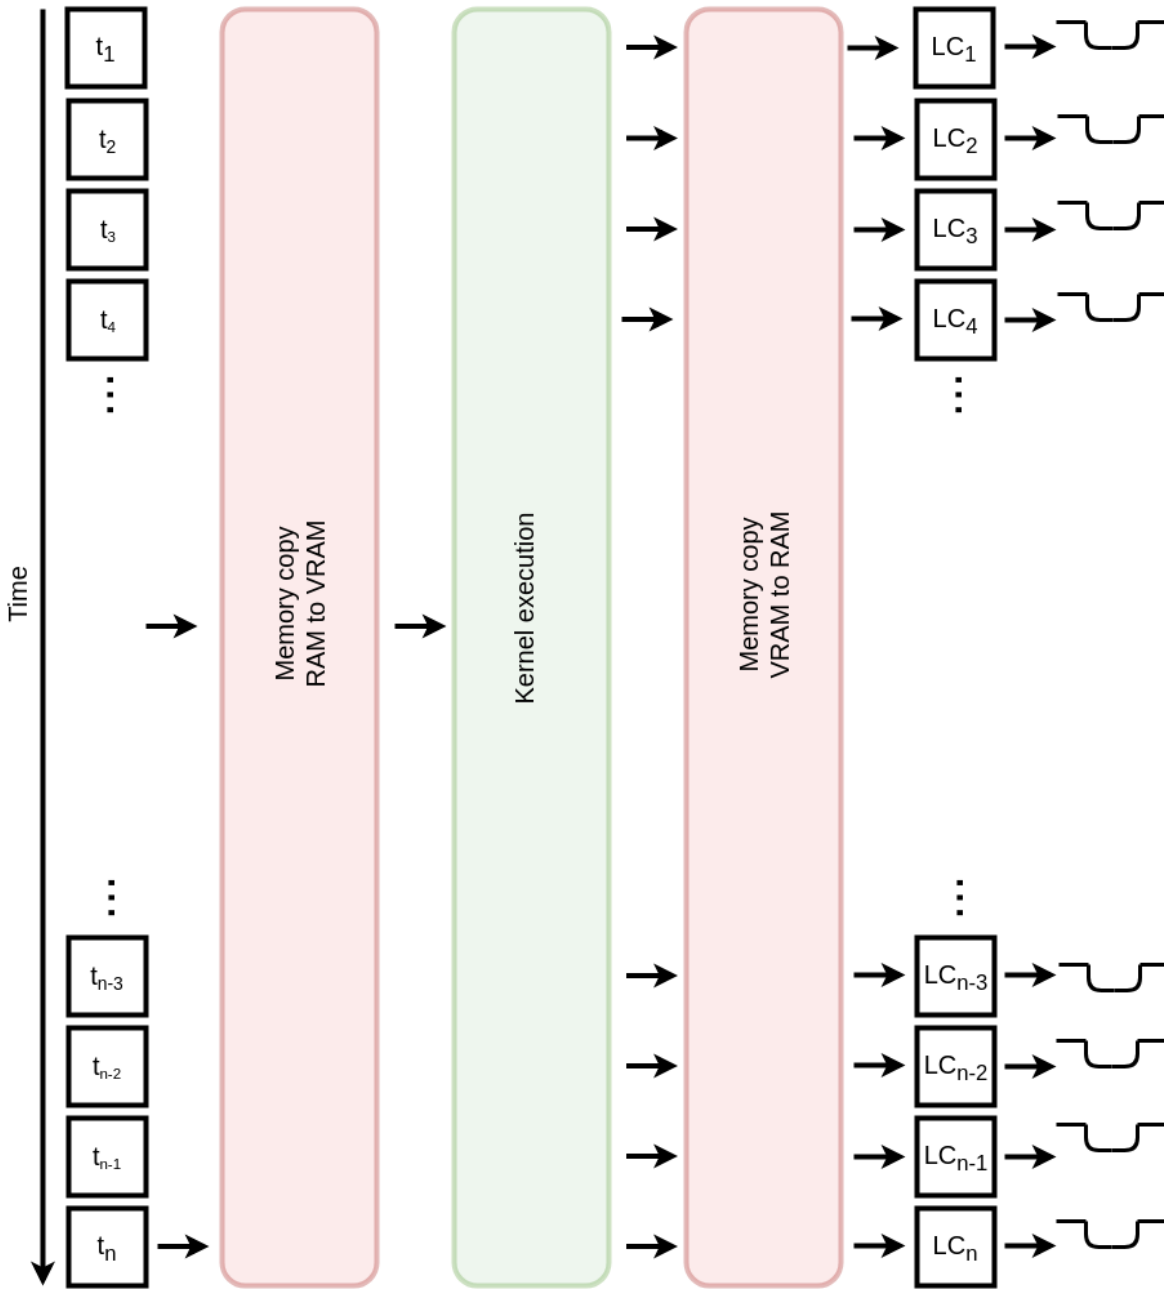 t1
t2
t3
t4
...
Time
...
tn-3
tn-2
tn-1
tn
Memory copy
RAM to VRAM
Kernel execution
Memory copy
VRAM to RAM
LC1
LC2
LC3
LC4
...
...
LCn-3
LCn-2
LCn-1
LCn